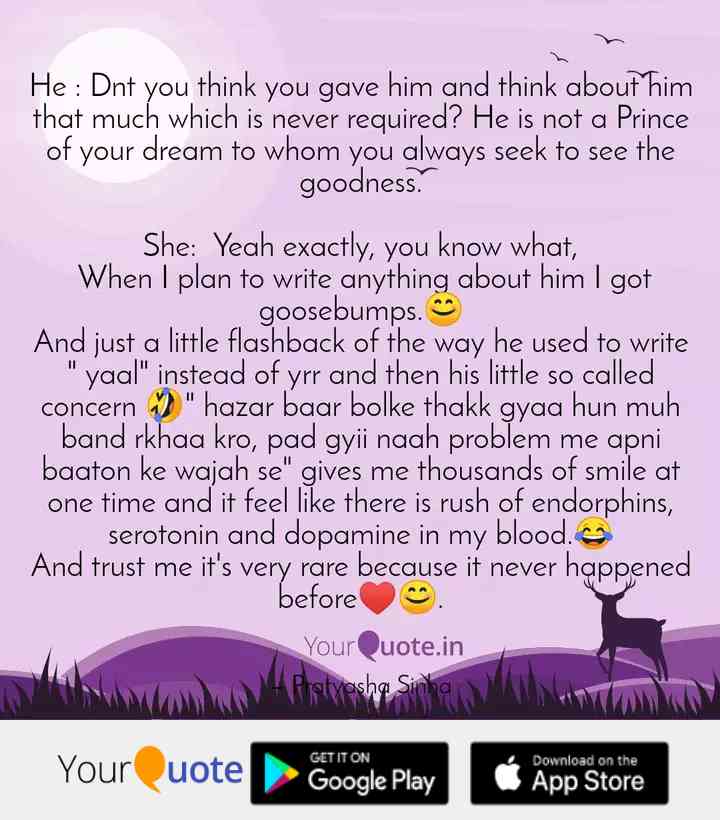 He : Dnt you think you gave him and think about him
that much which is never required? He is not a Prince
of your dream to whom you always seek to see the
goodness.
She: Yeah exactly, you know what,
When I plan to write anything about him I got
goosebumps.😊
And just a little flashback of the way he used to write
" yaal" instead of yrr and then his little so called
concern 🤣" hazar baar bolke thakk gyaa hun muh
band rkhaa kro, pad gyii naah problem me apni
baaton ke wajah se" gives me thousands of smile at
one time and it feel like there is rush of endorphins,
serotonin and dopamine in my blood.😂
And trust me it's very rare because it never happened
before♥️😊.
YourQuote.in
– Pratyasha Sinha
YourQuote
GET IT ON
Google Play
Download on the
App Store